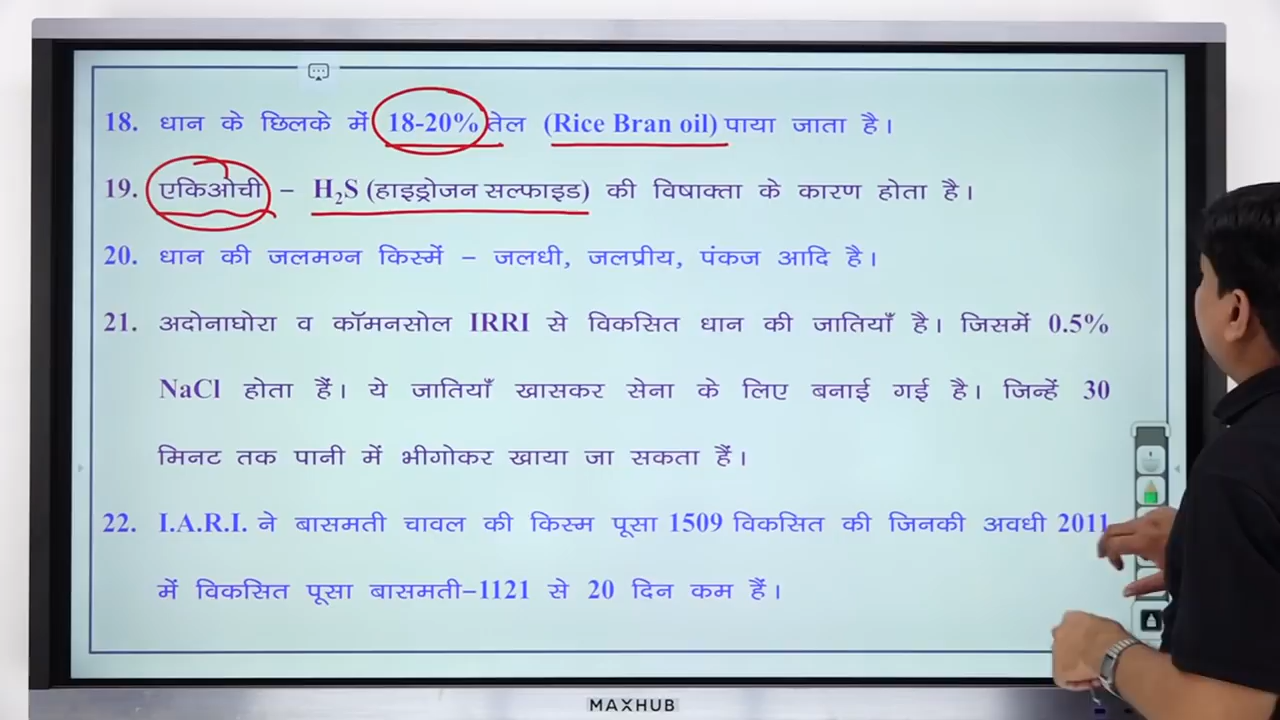 18. धान के छिलके में 18-20% तेल (Rice Bran oil) पाया जाता है।
19. एकिओची – H₂S (हाइड्रोजन सल्फाइड) की विषाक्ता के कारण होता है।
20. धान की जलमग्न किस्में – जलधी, जलप्रीय, पंकज आदि है।
21. अदोनाघोरा व कॉमनसोल IRRI से विकसित धान की जातियाँ है। जिसमें 0.5%
NaCl होता हैं। ये जातियाँ खासकर सेना के लिए बनाई गई है। जिन्हें 30
मिनट तक पानी में भीगोकर खाया जा सकता हैं।
22. I.A.R.I. ने बासमती चावल की किस्म पूसा 1509 विकसित की जिनकी अवधी 2011
में विकसित पूसा बासमती–1121 से 20 दिन कम हैं।
MAXHUB